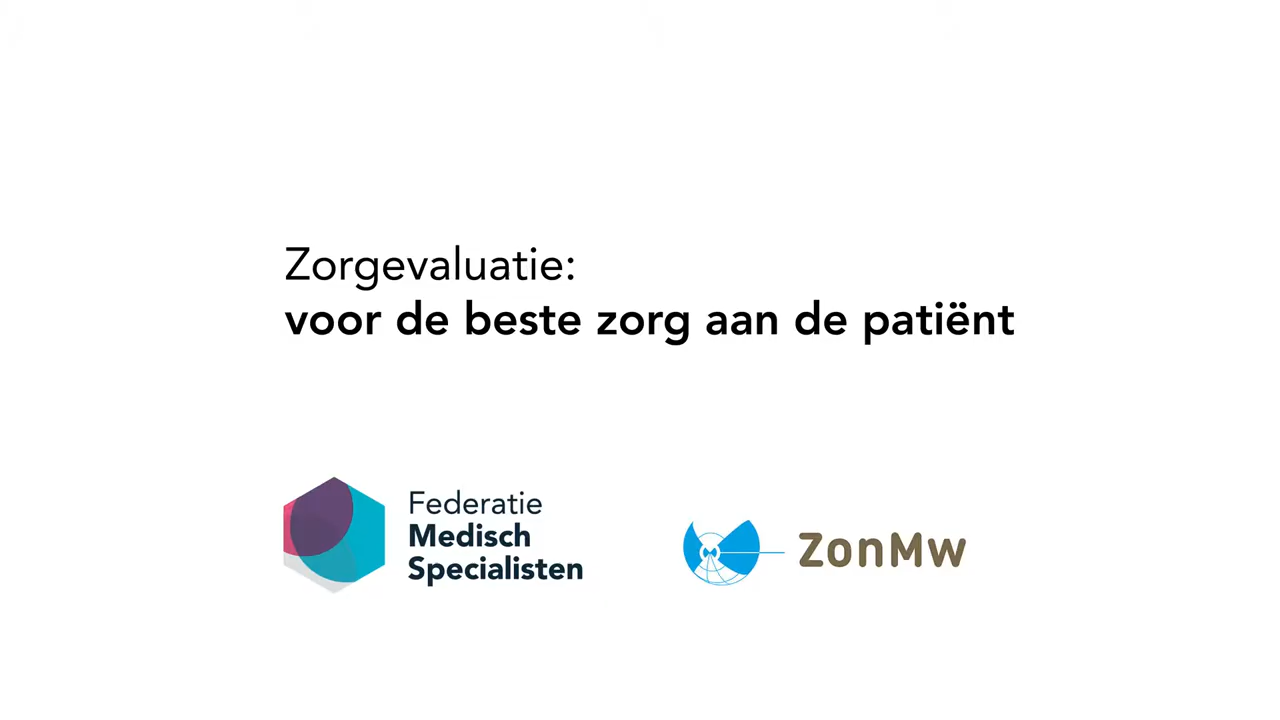 Zorgevaluatie:
voor de beste zorg aan de patiënt
Federatie
Medisch
Specialisten
ZonMw